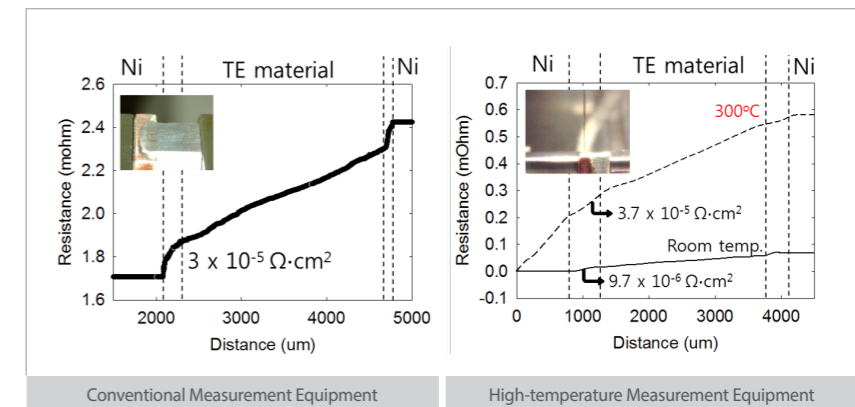 Ni TE material Ni
2.6
2.4
2.2
2.0
1.8
1.6
Resistance (mohm)
3 x 10⁻⁵ Ω·cm²
2000 3000 4000 5000
Distance (um)
Conventional Measurement Equipment
Ni TE material Ni
0.7
0.6
0.5
0.4
0.3
0.2
0.1
0.0
-0.1
Resistance (mOhm)
300ºC
3.7 x 10⁻⁵ Ω·cm²
Room temp.
9.7 x 10⁻⁶ Ω·cm²
0 1000 2000 3000 4000
Distance (um)
High-temperature Measurement Equipment